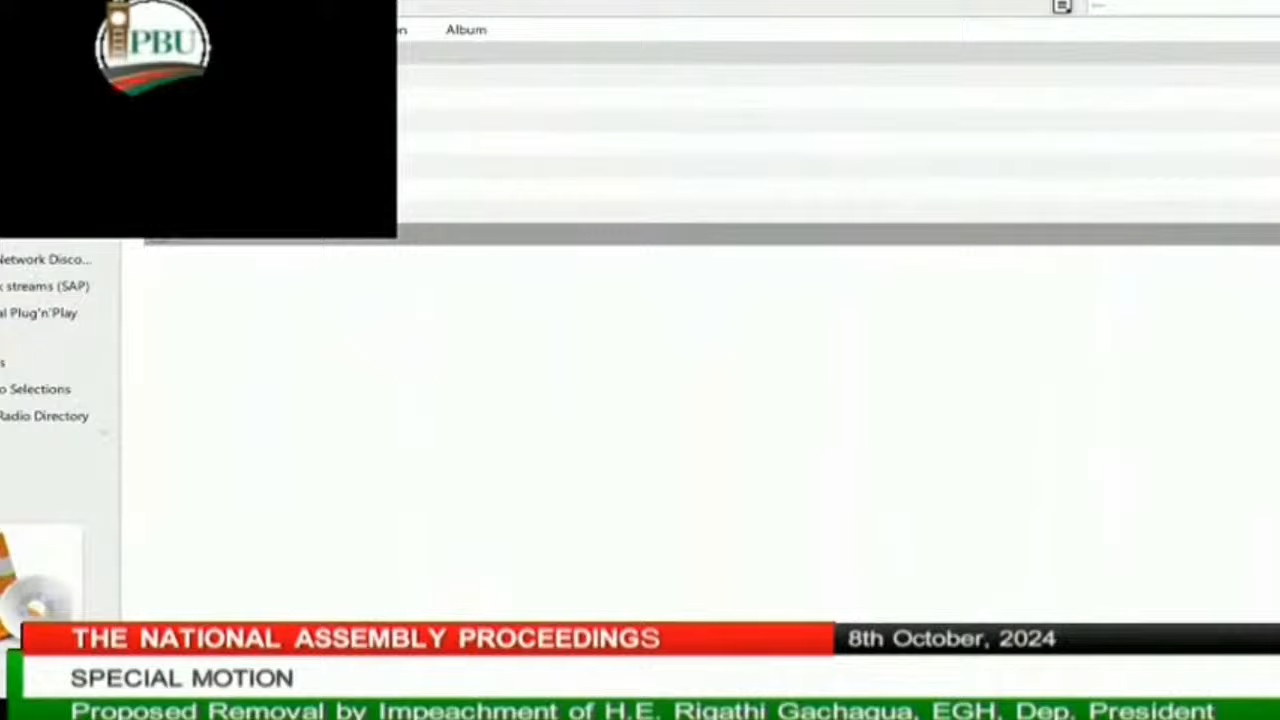 PBU
n Album
Network Disco...
k streams (SAP)
al Plug'n'Play
s
o Selections
Radio Directory
THE NATIONAL ASSEMBLY PROCEEDINGS
8th October, 2024
SPECIAL MOTION
Proposed Removal by Impeachment of H.E. Rigathi Gachagua, EGH, Dep. President